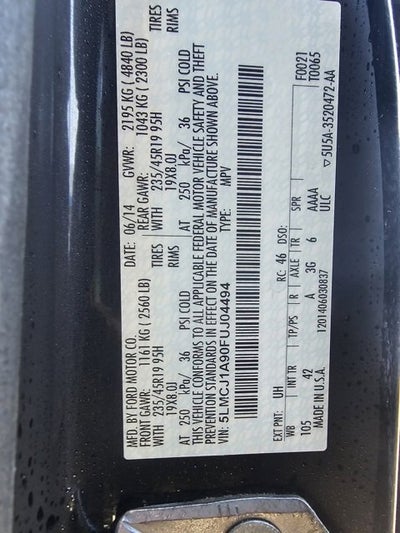 MFD. BY FORD MOTOR CO.
DATE: 06/14 GVWR: 2195 KG ( 4840 LB)
FRONT GAWR: 1161 KG ( 2560 LB) REAR GAWR: 1043 KG ( 2300 LB)
WITH 235/45R19 95H TIRES WITH 235/45R19 95H TIRES
19X8.0J RIMS 19X8.0J RIMS
AT 250 kPa/ 36 PSI COLD AT 250 kPa/ 36 PSI COLD
THIS VEHICLE CONFORMS TO ALL APPLICABLE FEDERAL MOTOR VEHICLE SAFETY AND THEFT
PREVENTION STANDARDS IN EFFECT ON THE DATE OF MANUFACTURE SHOWN ABOVE.
VIN: 5LMCJ1A90FUJ04494 TYPE: MPV
F0021
T0065
EXT PNT: UH RC: 46 DSO:
WB INT TR TP/PS R AXLE TR SPR
105 42 A 3G 6 AAAA
ULC
MADE IN U.S.A. 1201406030837 ▽5U5A-3520472-AA